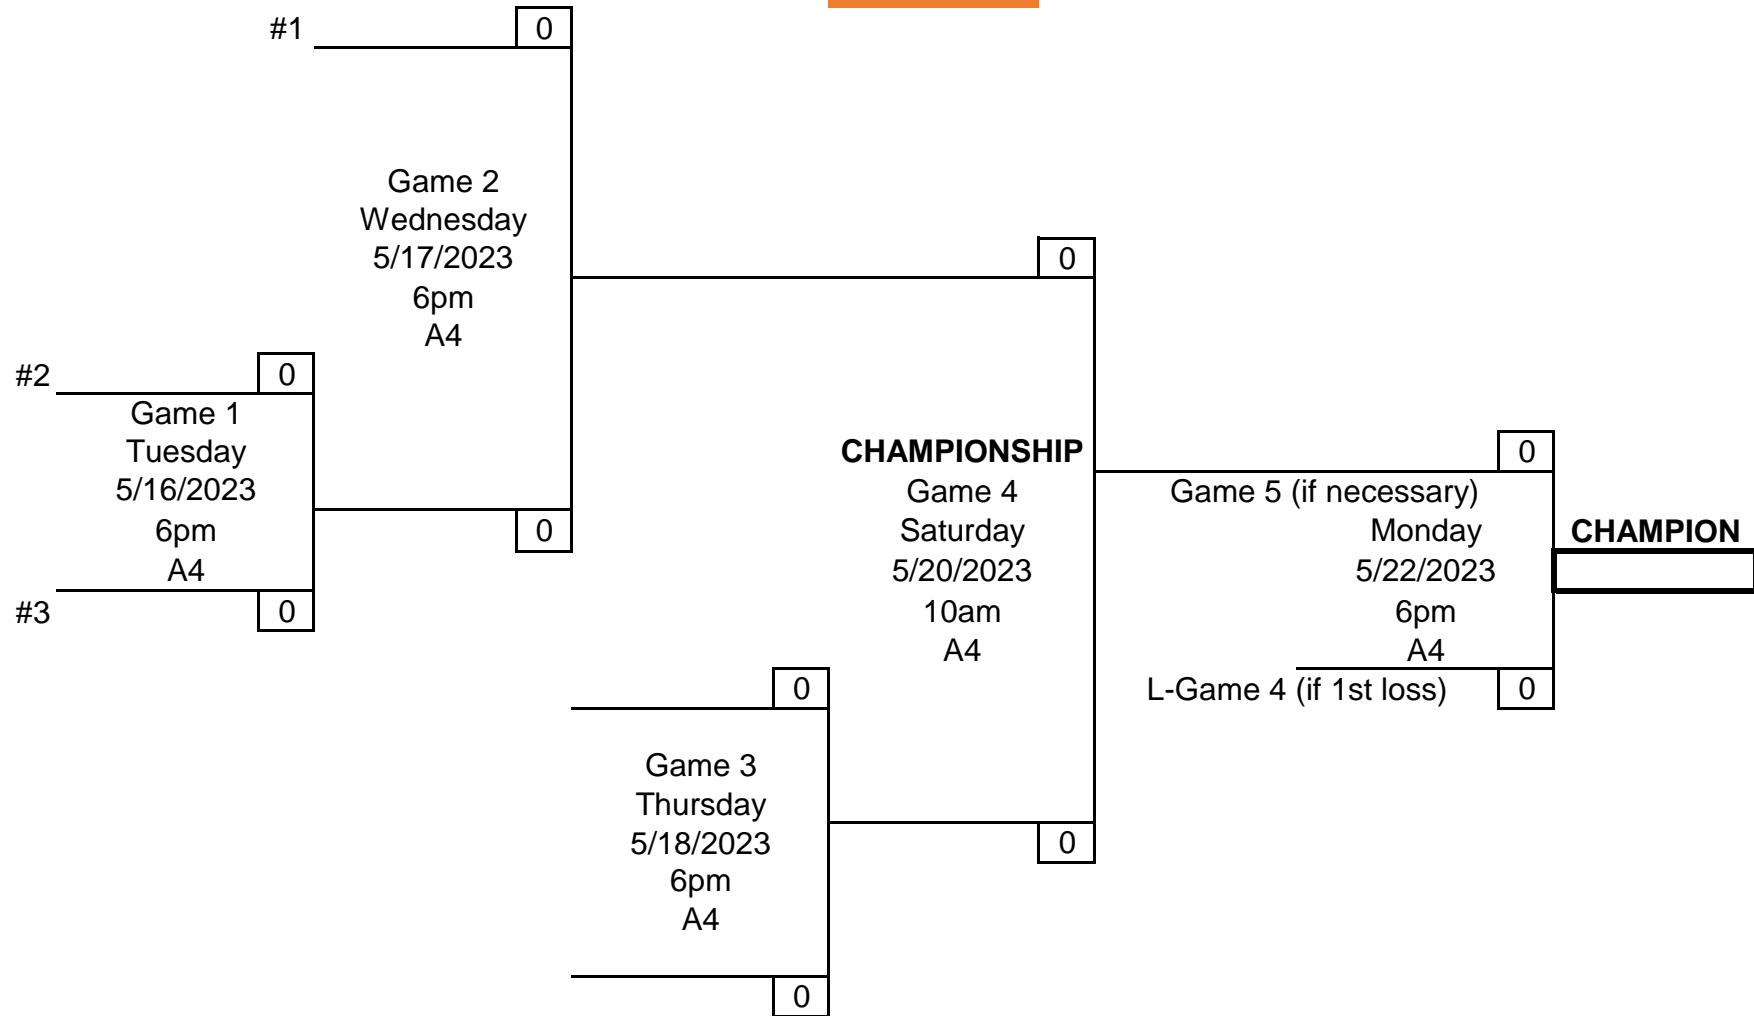 #1
0
Game 2
Wednesday
5/17/2023
6pm
A4
0
#2
0
Game 1
Tuesday
5/16/2023
6pm
A4
#3
0
0
CHAMPIONSHIP
Game 4
Saturday
5/20/2023
10am
A4
0
Game 5 (if necessary)
Monday
5/22/2023
6pm
A4
L-Game 4 (if 1st loss)
0
CHAMPION
0
Game 3
Thursday
5/18/2023
6pm
A4
0
0